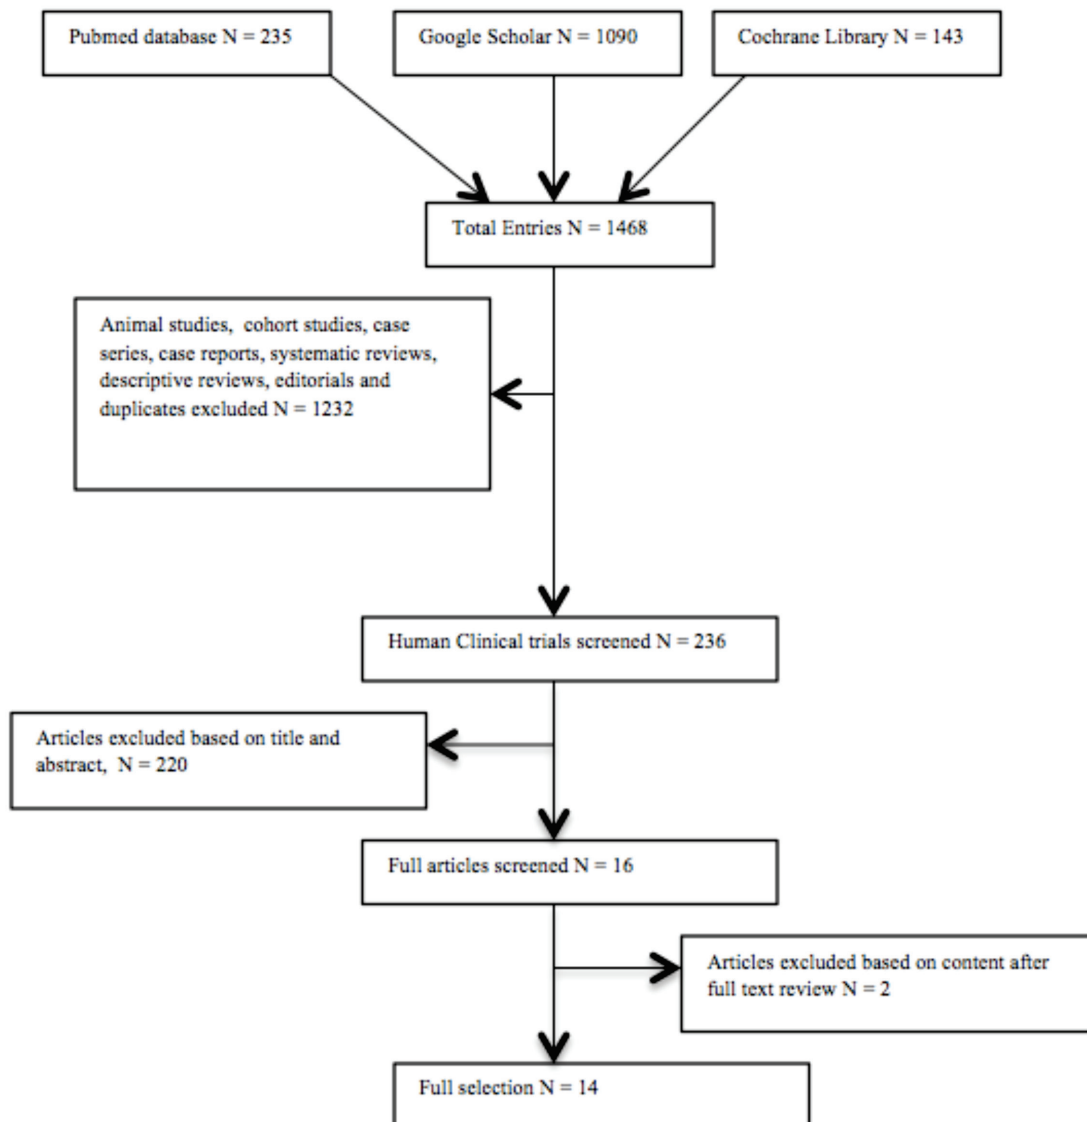 Pubmed database N = 235
Google Scholar N = 1090
Cochrane Library N = 143
Total Entries N = 1468
Animal studies, cohort studies, case
series, case reports, systematic reviews,
descriptive reviews, editorials and
duplicates excluded N = 1232
Human Clinical trials screened N = 236
Articles excluded based on title and
abstract, N = 220
Full articles screened N = 16
Articles excluded based on content after
full text review N = 2
Full selection N = 14